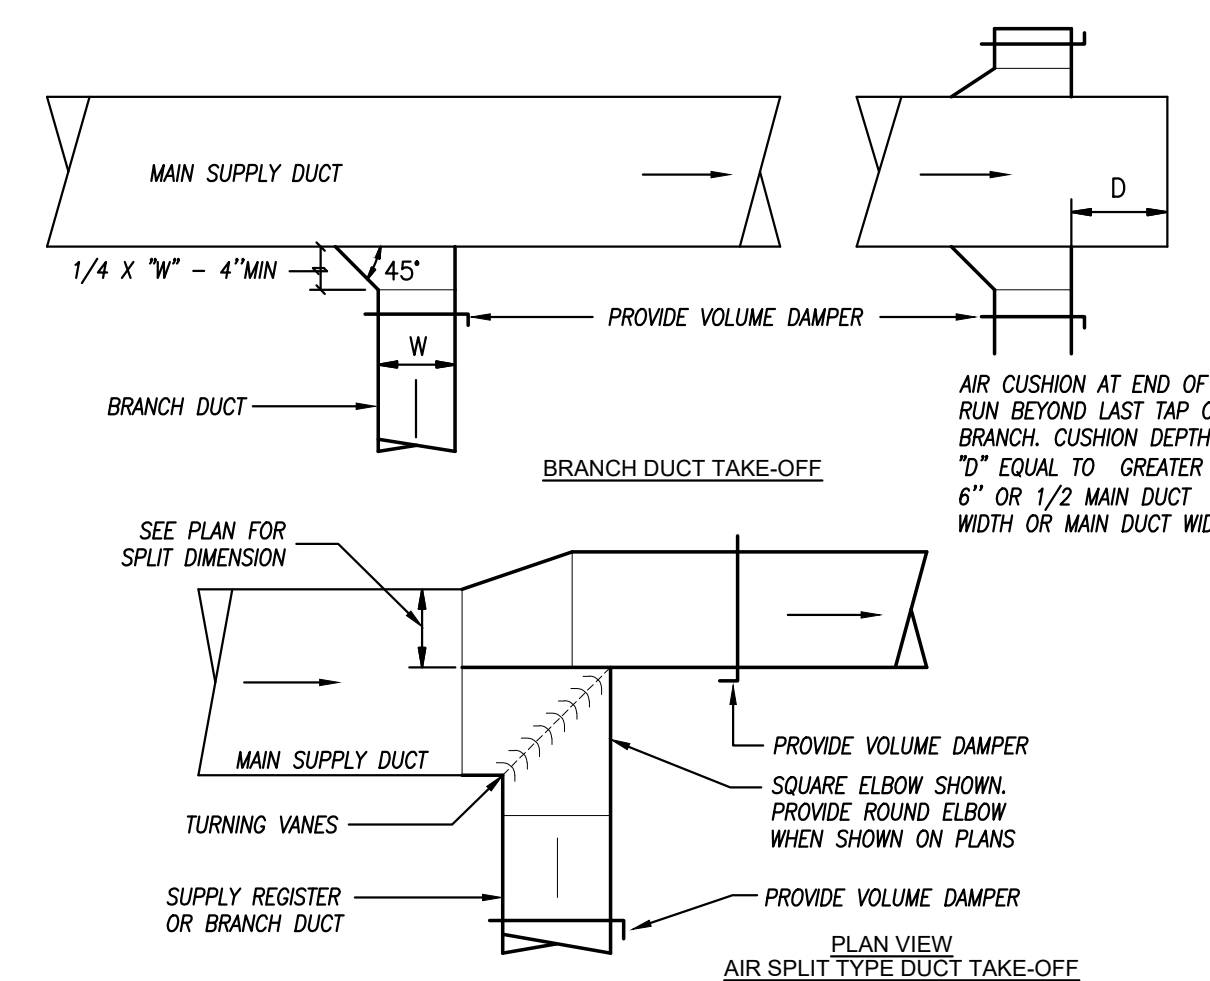 MAIN SUPPLY DUCT
D
1/4 X "W" - 4"MIN
45°
PROVIDE VOLUME DAMPER
W
BRANCH DUCT
AIR CUSHION AT END OF
RUN BEYOND LAST TAP
BRANCH. CUSHION DEPTH
"D" EQUAL TO GREATER
6" OR 1/2 MAIN DUCT
WIDTH OR MAIN DUCT
BRANCH DUCT TAKE-OFF
SEE PLAN FOR
SPLIT DIMENSION
MAIN SUPPLY DUCT
PROVIDE VOLUME DAMPER
SQUARE ELBOW SHOWN.
PROVIDE ROUND ELBOW
WHEN SHOWN ON PLANS
TURNING VANES
SUPPLY REGISTER
OR BRANCH DUCT
PROVIDE VOLUME DAMPER
PLAN VIEW
AIR SPLIT TYPE DUCT TAKE-OFF